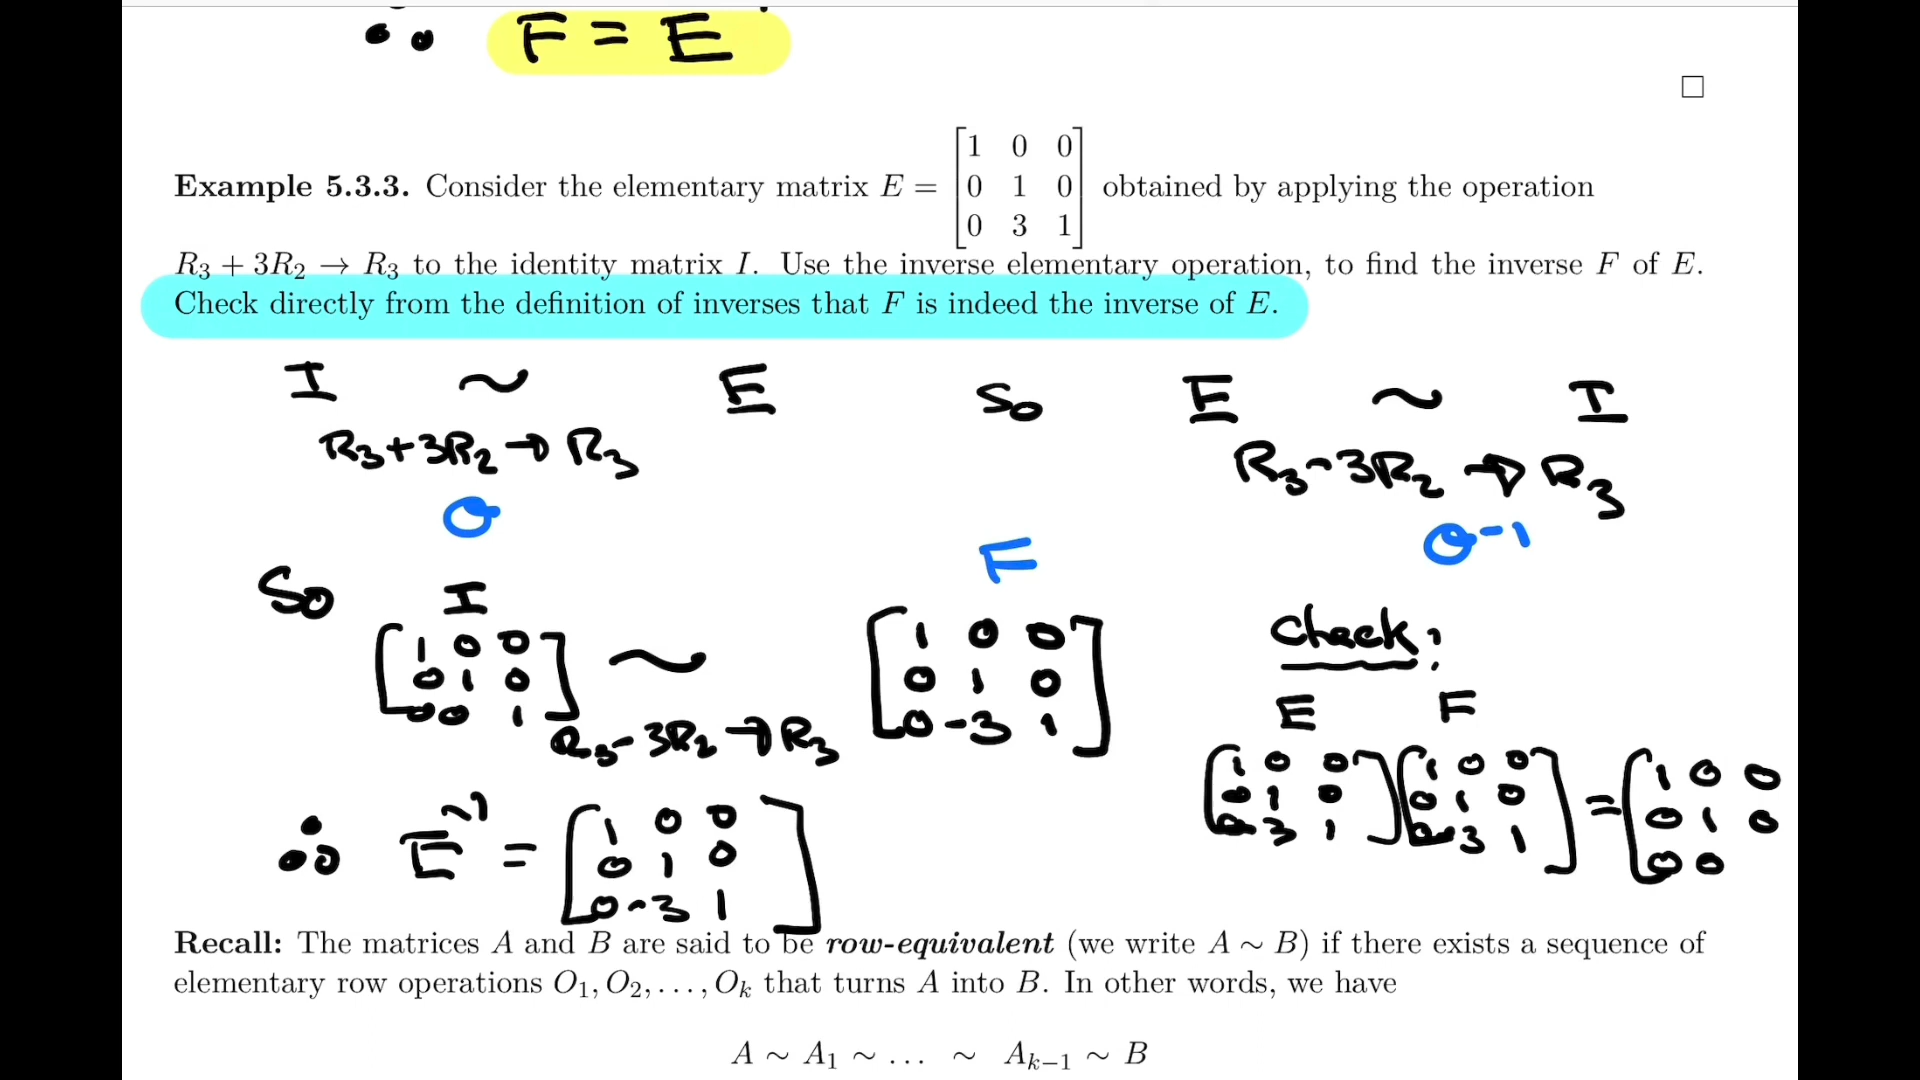 ∴ F = E
□
Example 5.3.3. Consider the elementary matrix E = [1 0 0; 0 1 0; 0 3 1] obtained by applying the operation
R₃ + 3R₂ → R₃ to the identity matrix I. Use the inverse elementary operation, to find the inverse F of E.
Check directly from the definition of inverses that F is indeed the inverse of E.
I ~ E So E ~ I
R₃+3R₂→R₃ R₃-3R₂→R₃
O O⁻¹
So I F
[1 0 0; 0 1 0; 0 0 1] ~ [1 0 0; 0 1 0; 0 -3 1]
R₃-3R₂→R₃
Check:
E F
[1 0 0; 0 1 0; 0 3 1] [1 0 0; 0 1 0; 0 -3 1] = [1 0 0; 0 1 0; 0 0
∴ E⁻¹ = [1 0 0; 0 1 0; 0 -3 1]
Recall: The matrices A and B are said to be row-equivalent (we write A ~ B) if there exists a sequence of
elementary row operations O₁, O₂, . . . , Oₖ that turns A into B. In other words, we have
A ~ A₁ ~ . . . ~ Aₖ₋₁ ~ B